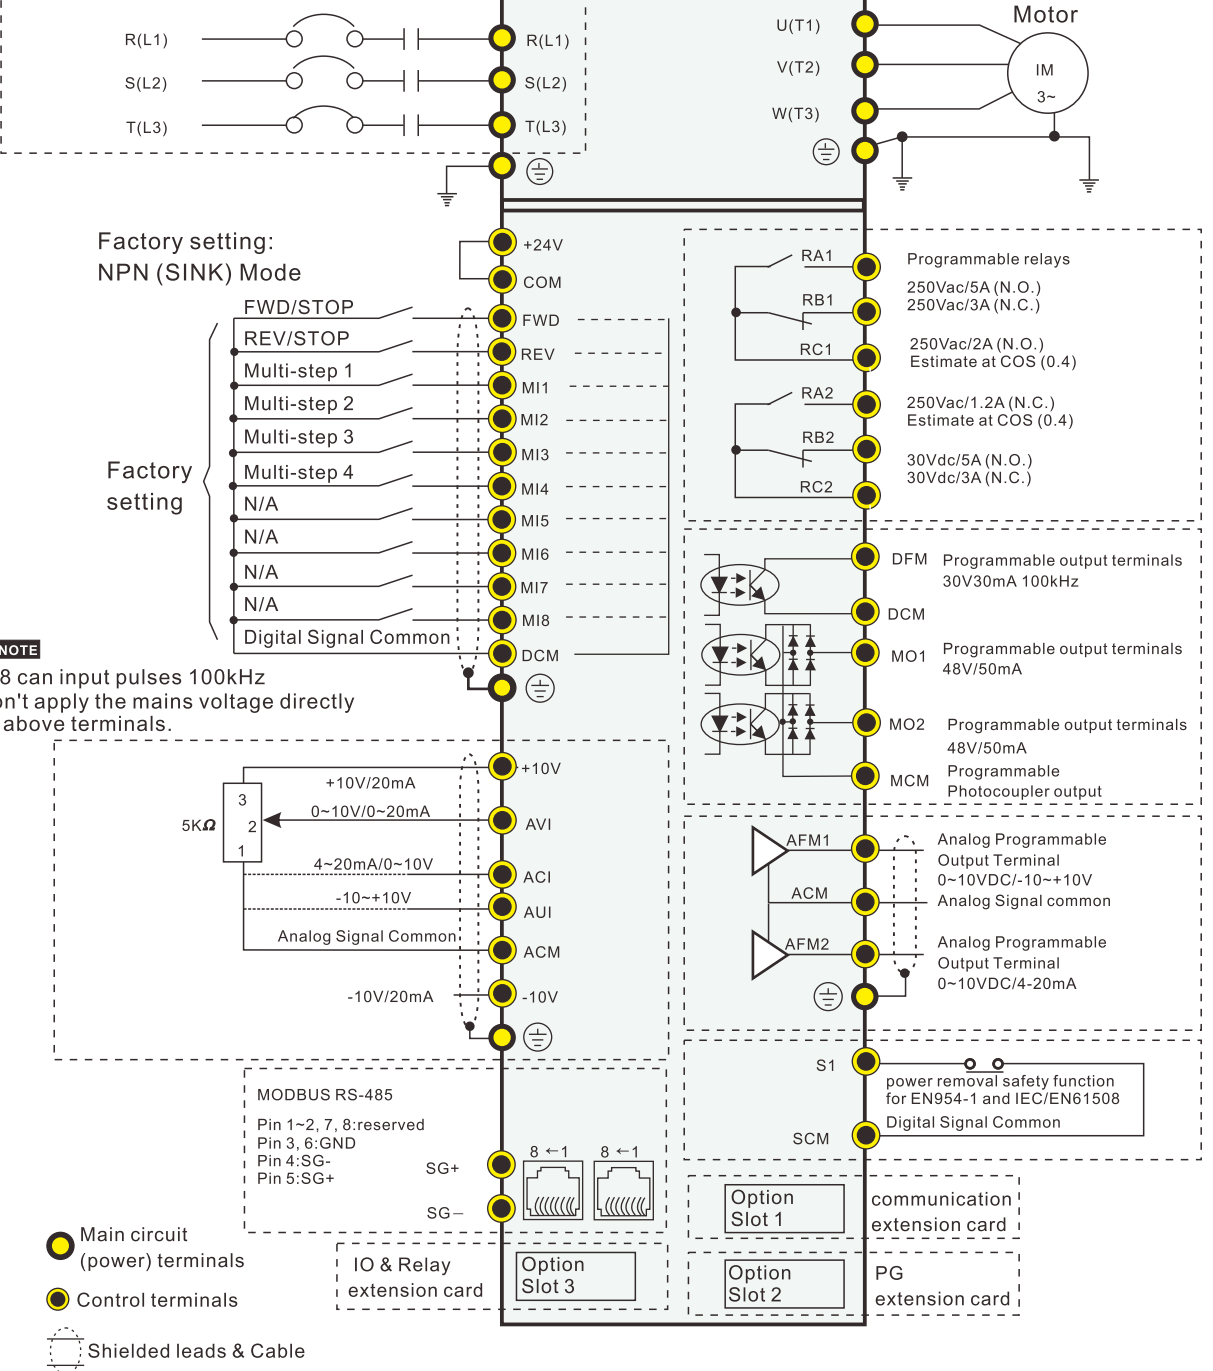 Motor
R(L1)
S(L2)
T(L3)
R(L1)
S(L2)
T(L3)
U(T1)
V(T2)
W(T3)
IM
3~
Factory setting:
NPN (SINK) Mode
+24V
COM
FWD/STOP
FWD
REV/STOP
REV
Multi-step 1
MI1
Multi-step 2
MI2
Multi-step 3
MI3
Multi-step 4
MI4
N/A
MI5
N/A
MI6
N/A
MI7
N/A
MI8
Digital Signal Common
DCM
Factory
setting
NOTE
8 can input pulses 100kHz
n't apply the mains voltage directly
above terminals.
+10V/20mA
+10V
3
2
1
5KΩ
0~10V/0~20mA
AVI
4~20mA/0~10V
ACI
-10~+10V
AUI
Analog Signal Common
ACM
-10V/20mA
-10V
MODBUS RS-485
Pin 1~2, 7, 8:reserved
Pin 3, 6:GND
Pin 4:SG-
Pin 5:SG+
SG+
SG–
8 ←1
8 ←1
IO & Relay
extension card
Option
Slot 3
Main circuit
(power) terminals
Control terminals
Shielded leads & Cable
RA1
RB1
RC1
RA2
RB2
RC2
Programmable relays
250Vac/5A (N.O.)
250Vac/3A (N.C.)
250Vac/2A (N.O.)
Estimate at COS (0.4)
250Vac/1.2A (N.C.)
Estimate at COS (0.4)
30Vdc/5A (N.O.)
30Vdc/3A (N.C.)
DFM
Programmable output terminals
30V30mA 100kHz
DCM
MO1
Programmable output terminals
48V/50mA
MO2
Programmable output terminals
48V/50mA
MCM
Programmable
Photocoupler output
AFM1
Analog Programmable
Output Terminal
0~10VDC/-10~+10V
ACM
Analog Signal common
AFM2
Analog Programmable
Output Terminal
0~10VDC/4-20mA
S1
power removal safety function
for EN954-1 and IEC/EN61508
Digital Signal Common
SCM
Option
Slot 1
communication
extension card
Option
Slot 2
PG
extension card